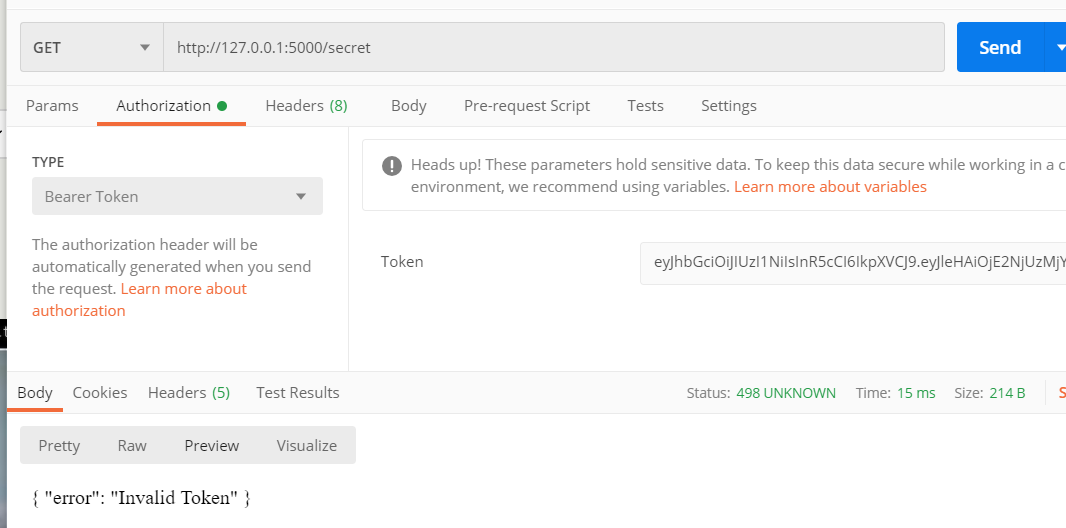 GET http://127.0.0.1:5000/secret Send
Params Authorization Headers (8) Body Pre-request Script Tests Settings
TYPE
Bearer Token
The authorization header will be
automatically generated when you send
the request. Learn more about
authorization
Heads up! These parameters hold sensitive data. To keep this data secure while working in a c
environment, we recommend using variables. Learn more about variables
Token eyJhbGciOiJIUzI1NiIsInR5cCI6IkpXVCJ9.eyJleHAiOjE2NjUzMjY
Body Cookies Headers (5) Test Results Status: 498 UNKNOWN Time: 15 ms Size: 214 B S
Pretty Raw Preview Visualize
{ "error": "Invalid Token" }